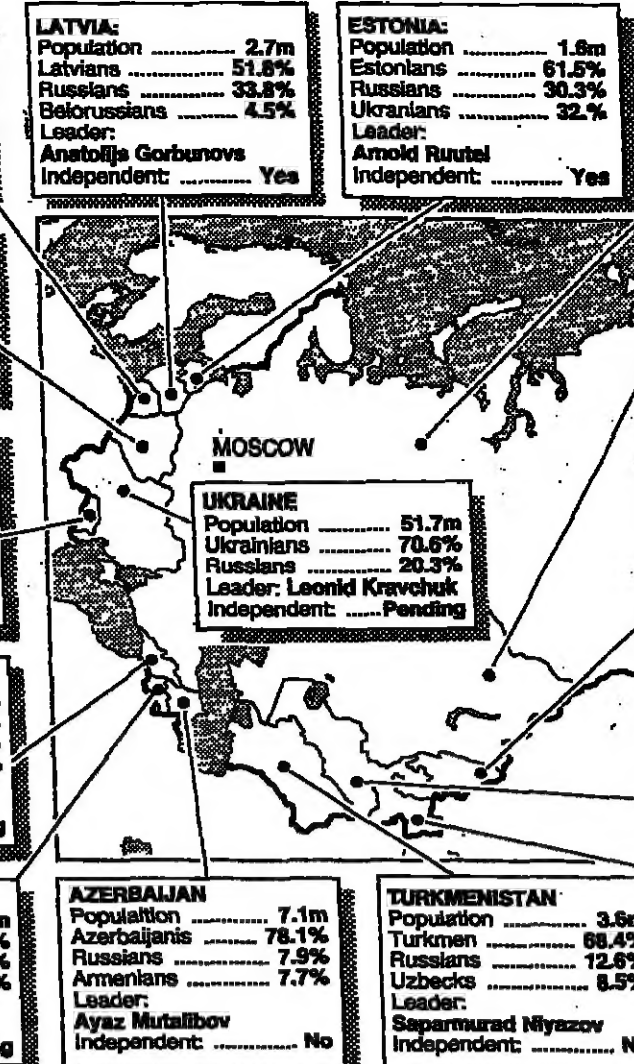 LATVIA:
Population .............. 2.7m
Latvians ................ 51.8%
Russians ............... 33.8%
Belorussians .......... 4.5%
Leader:
Anatolijs Gorbunovs
Independent: ........... Yes
ESTONIA:
Population .............. 1.6m
Estonians .............. 61.5%
Russians ............... 30.3%
Ukranians .............. 32.%
Leader:
Arnold Ruutel
Independent: ........... Yes
MOSCOW
UKRAINE
Population ............ 51.7m
Ukrainians ............ 70.6%
Russians .............. 20.3%
Leader: Leonid Kravchuk
Independent: ......Pending
AZERBAIJAN
Populaltion ............ 7.1m
Azerbaijanis ........ 78.1%
Russians ............... 7.9%
Armenians ............ 7.7%
Leader:
Ayaz Mutalibov
Independent: .............. No
TURKMENISTAN
Population .............. 3.6m
Turkmen ............... 68.4%
Russians .............. 12.6%
Uzbecks ................ 8.5%
Leader:
Saparmurad Niyazov
Independent: ............. N